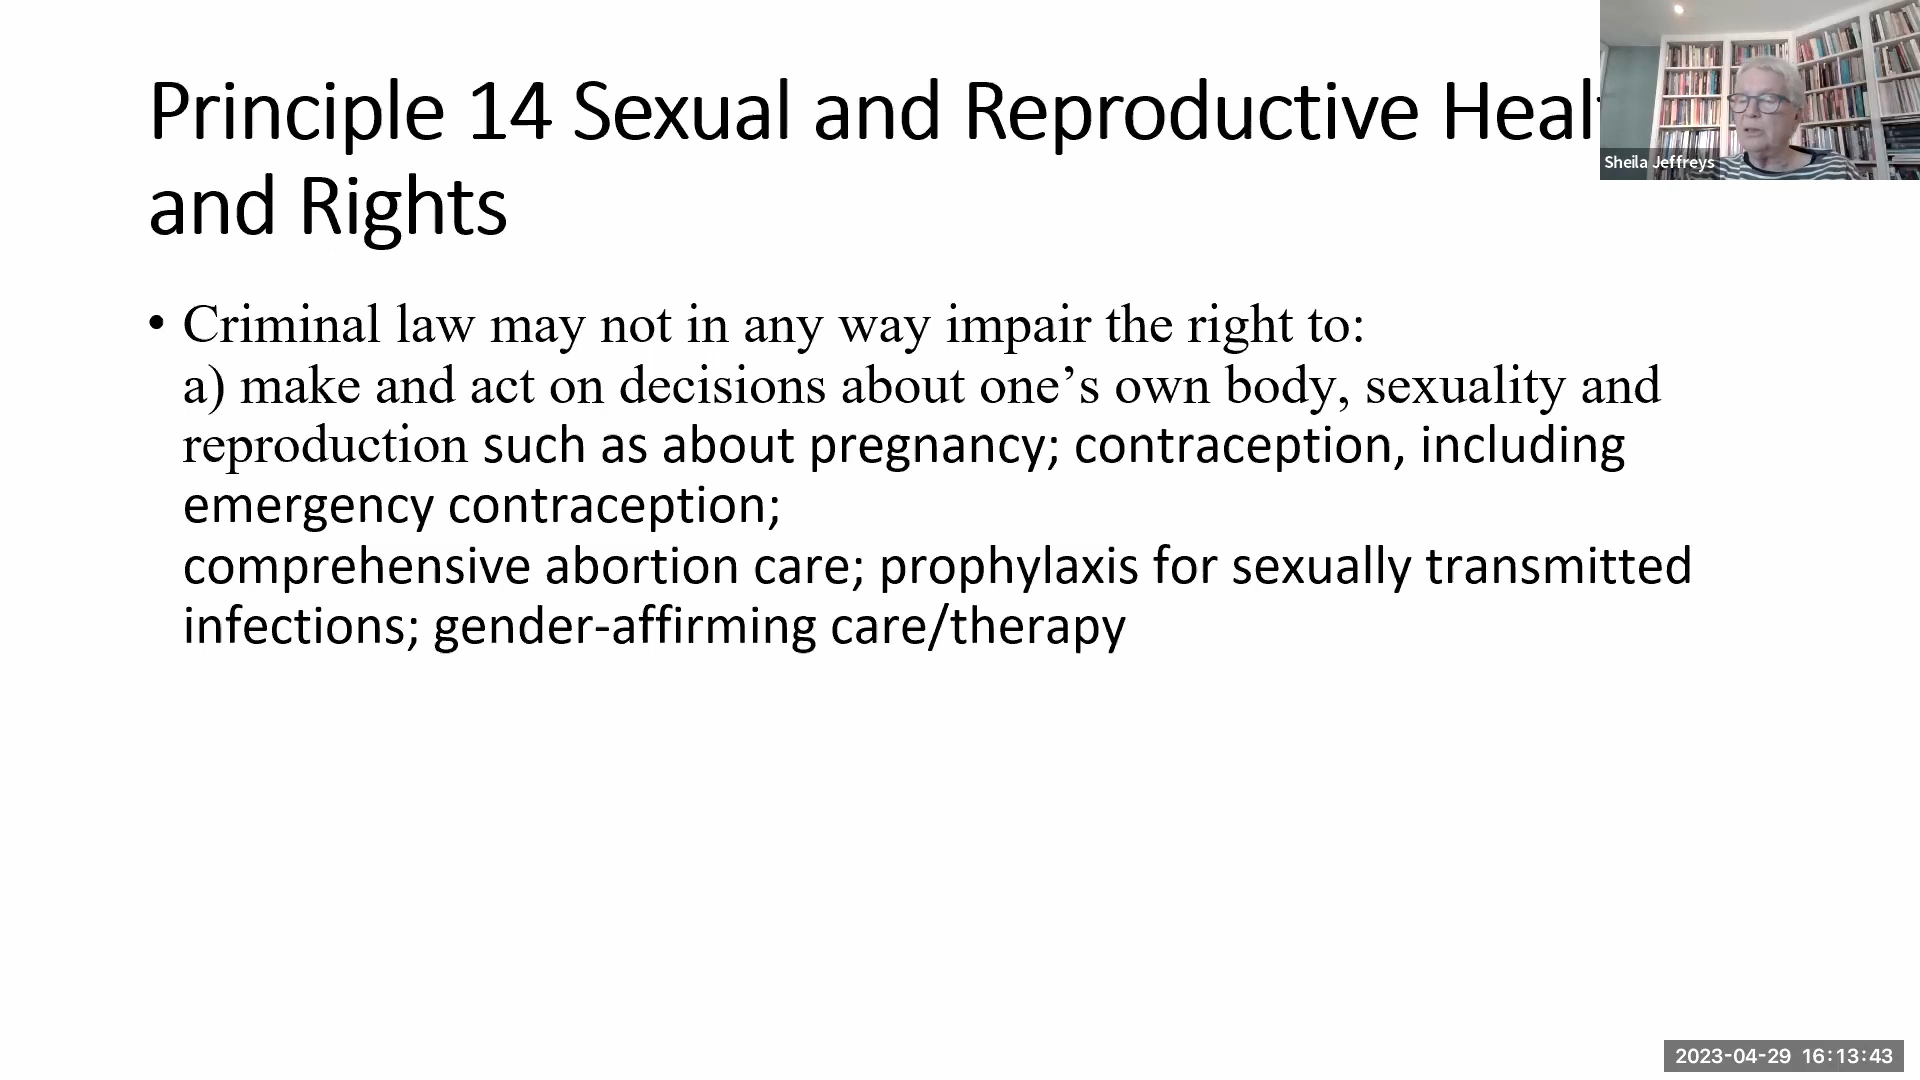 Principle 14 Sexual and Reproductive Heal
and Rights
Sheila Jeffreys
• Criminal law may not in any way impair the right to:
a) make and act on decisions about one’s own body, sexuality and
reproduction such as about pregnancy; contraception, including
emergency contraception;
comprehensive abortion care; prophylaxis for sexually transmitted
infections; gender-affirming care/therapy
2023-04-29 16:13:43